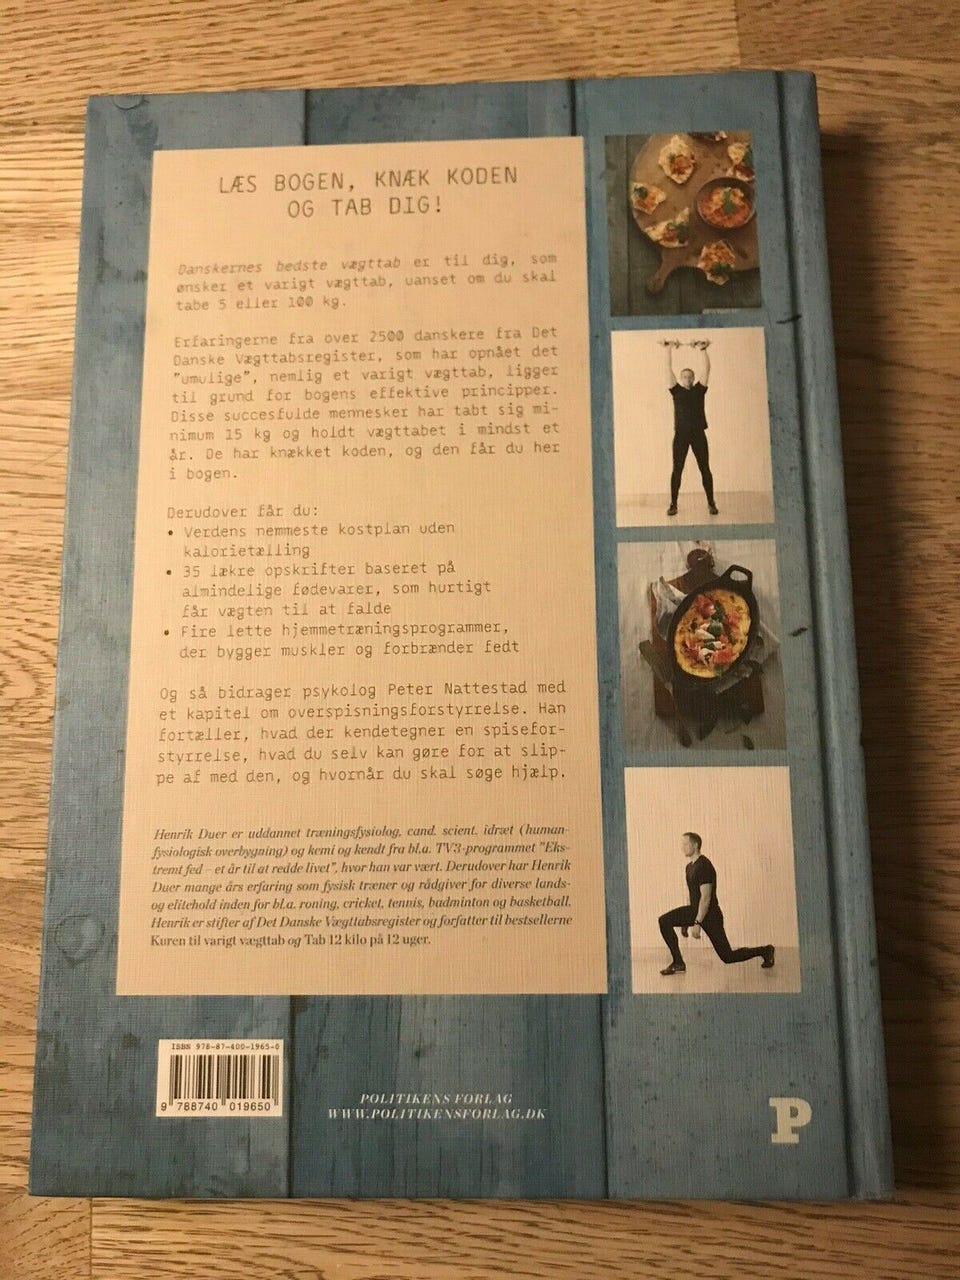 LÆS BOGEN, KNÆK KODEN
OG TAB DIG!
Danskernes bedste vægttab er til dig, som
ønsker et varigt vægttab, uanset om du skal
tabe 5 eller 100 kg.
Erfaringerne fra over 2500 danskere fra Det
Danske Vægttabsregister, som har opnået det
"umulige", nemlig et varigt vægttab, ligger
til grund for bogens effektive principper.
Disse succesfulde mennesker har tabt sig mi-
nimum 15 kg og holdt vægttabet i mindst et
år. De har knækket koden, og den får du her
i bogen.
Derudover får du:
• Verdens nemmeste kostplan uden
kalorietælling
• 35 lækre opskrifter baseret på
almindelige fødevarer, som hurtigt
får vægten til at falde
• Fire lette hjemmetræningsprogrammer,
der bygger muskler og forbrænder fedt
Og så bidrager psykolog Peter Nattestad med
et kapitel om overspisningsforstyrrelse. Han
fortæller, hvad der kendetegner en spisefor-
styrrelse, hvad du selv kan gøre for at slip-
pe af med den, og hvornår du skal søge hjælp.
Henrik Duer er uddannet træningsfysiolog, cand. scient. idræt (human-
fysiologisk overbygning) og kemi og kendt fra bl.a. TV3-programmet "Eks-
tremt fed – et år til at redde livet", hvor han var vært. Derudover har Henrik
Duer mange års erfaring som fysisk træner og rådgiver for diverse lands-
og elitehold inden for bl.a. roning, cricket, tennis, badminton og basketball.
Henrik er stifter af Det Danske Vægttabsregister og forfatter til bestsellerne
Kuren til varigt vægttab og Tab 12 kilo på 12 uger.
ISBN 978-87-400-1965-0
9 788740 019650
POLITIKENS FORLAG
WWW.POLITIKENSFORLAG.DK
P